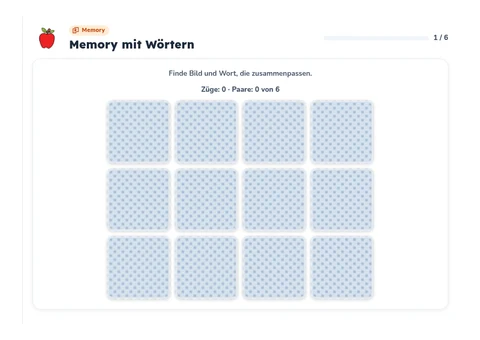 Memory
Memory mit Wörtern
1 / 6
Finde Bild und Wort, die zusammenpassen.
Züge: 0 · Paare: 0 von 6